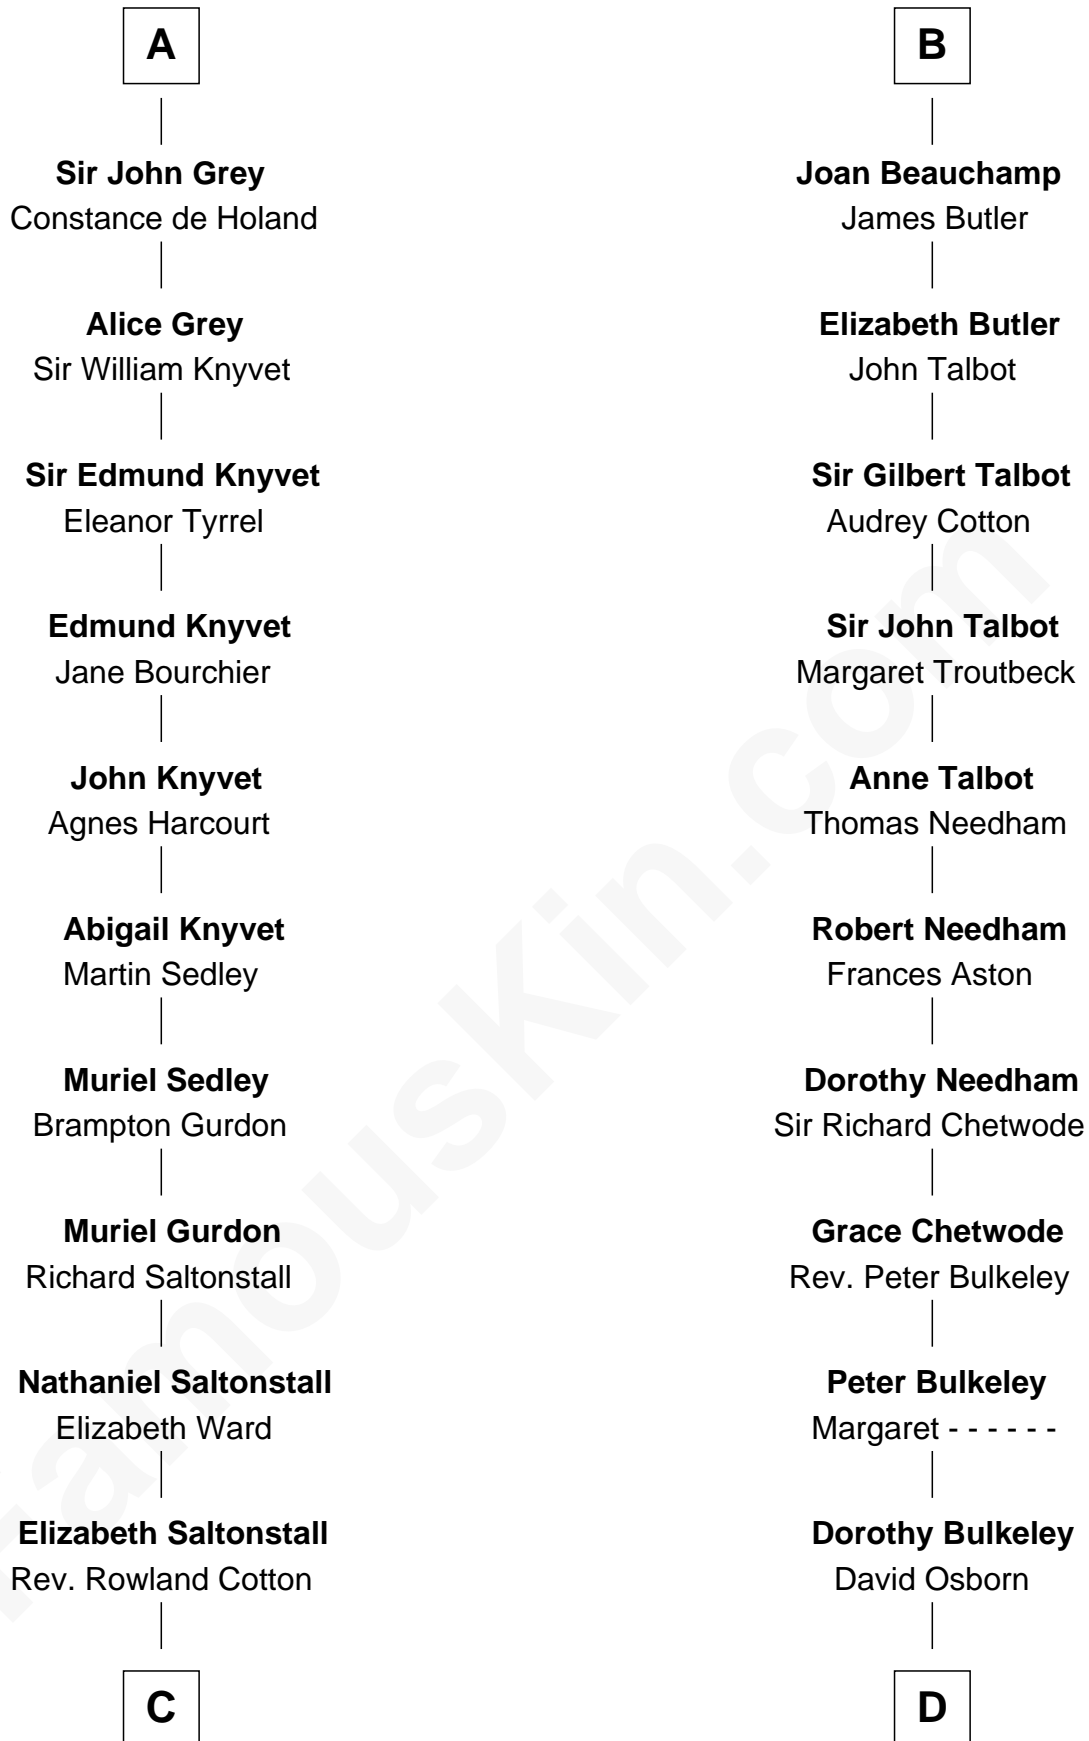 A
Sir John Grey
Constance de Holand
Alice Grey
Sir William Knyvet
Sir Edmund Knyvet
Eleanor Tyrrel
Edmund Knyvet
Jane Bourchier
John Knyvet
Agnes Harcourt
Abigail Knyvet
Martin Sedley
Muriel Sedley
Brampton Gurdon
Muriel Gurdon
Richard Saltonstall
Nathaniel Saltonstall
Elizabeth Ward
Elizabeth Saltonstall
Rev. Rowland Cotton
C
B
Joan Beauchamp
James Butler
Elizabeth Butler
John Talbot
Sir Gilbert Talbot
Audrey Cotton
Sir John Talbot
Margaret Troutbeck
Anne Talbot
Thomas Needham
Robert Needham
Frances Aston
Dorothy Needham
Sir Richard Chetwode
Grace Chetwode
Rev. Peter Bulkeley
Peter Bulkeley
Margaret - - - - - -
Dorothy Bulkeley
David Osborn
D
FamousKin.com